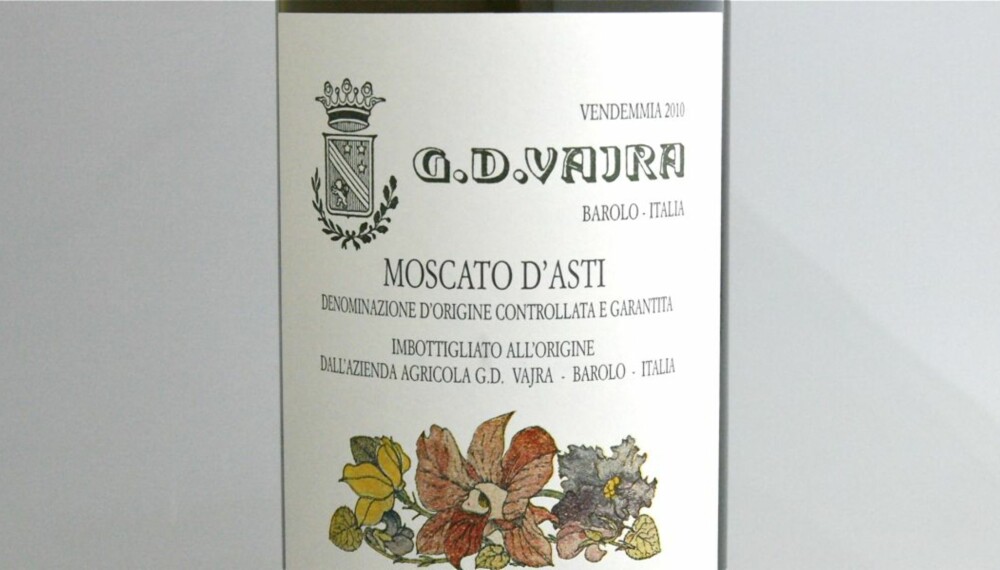 VENDEMMIA 2010
G.D.VAJRA
BAROLO - ITALIA
MOSCATO D'ASTI
DENOMINAZIONE D'ORIGINE CONTROLLATA E GARANTITA
IMBOTTIGLIATO ALL'ORIGINE
DALL'AZIENDA AGRICOLA G.D. VAJRA - BAROLO - ITALIA